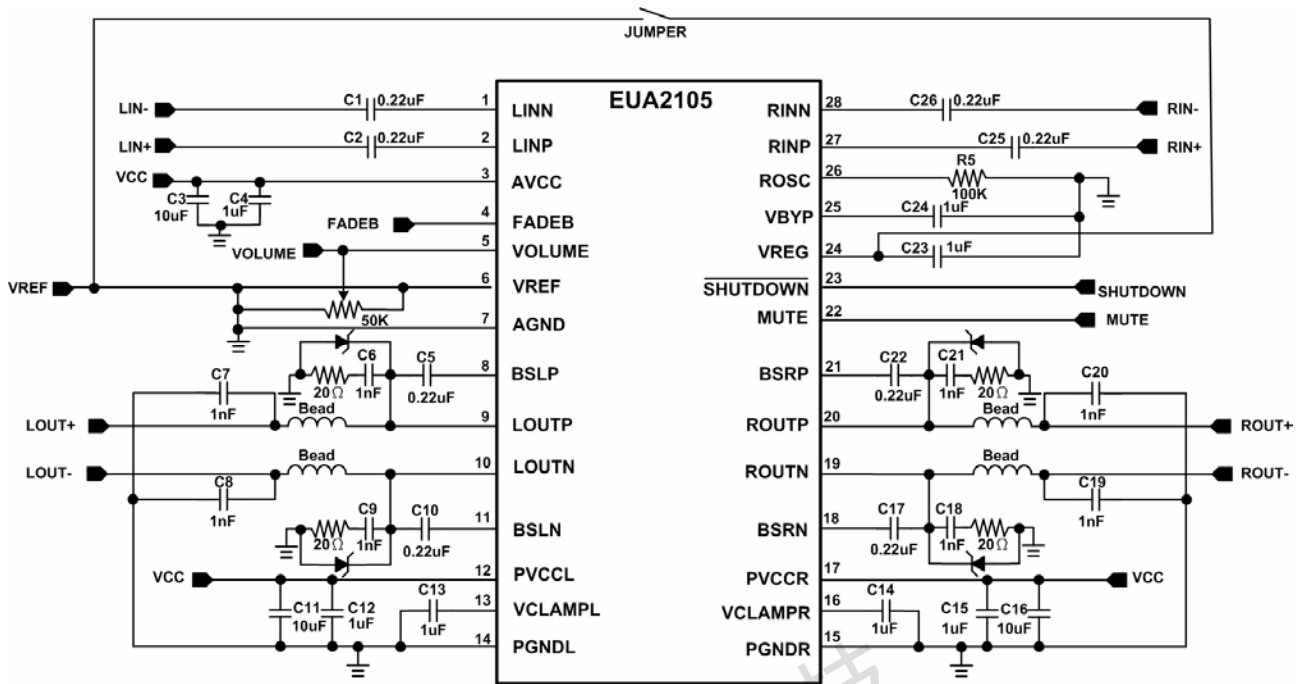 JUMPER
EUA2105
LIN- C1 0.22uF 1 LINN
LIN+ C2 0.22uF 2 LINP
VCC 3 AVCC
C3 10uF
C4 1uF
FADEB 4 FADEB
VOLUME 5 VOLUME
VREF 6 VREF
50K
7 AGND
C7 1nF
20Ω
C6 1nF
C5 0.22uF
8 BSLP
LOUT+ Bead 9 LOUTP
LOUT- Bead 10 LOUTN
C8 1nF
20Ω
C9 1nF
C10 0.22uF
11 BSLN
VCC 12 PVCCL
C11 10uF
C12 1uF
C13 1uF
13 VCLAMPL
14 PGNDL
RINN 28 C26 0.22uF RIN-
RINP 27 C25 0.22uF RIN+
ROSC 26 R5 100K
VBYP 25 C24 1uF
VREG 24 C23 1uF
SHUTDOWN 23 SHUTDOWN
MUTE 22 MUTE
BSRP 21 C22 0.22uF
C21 1nF
20Ω
C20 1nF
ROUTP 20 Bead ROUT+
ROUTN 19 Bead ROUT-
C19 1nF
BSRN 18 C17 0.22uF
C18 1nF
20Ω
PVCCR 17 VCC
VCLAMPR 16 C14 1uF
C15 1uF
C16 10uF
PGNDR 15
技